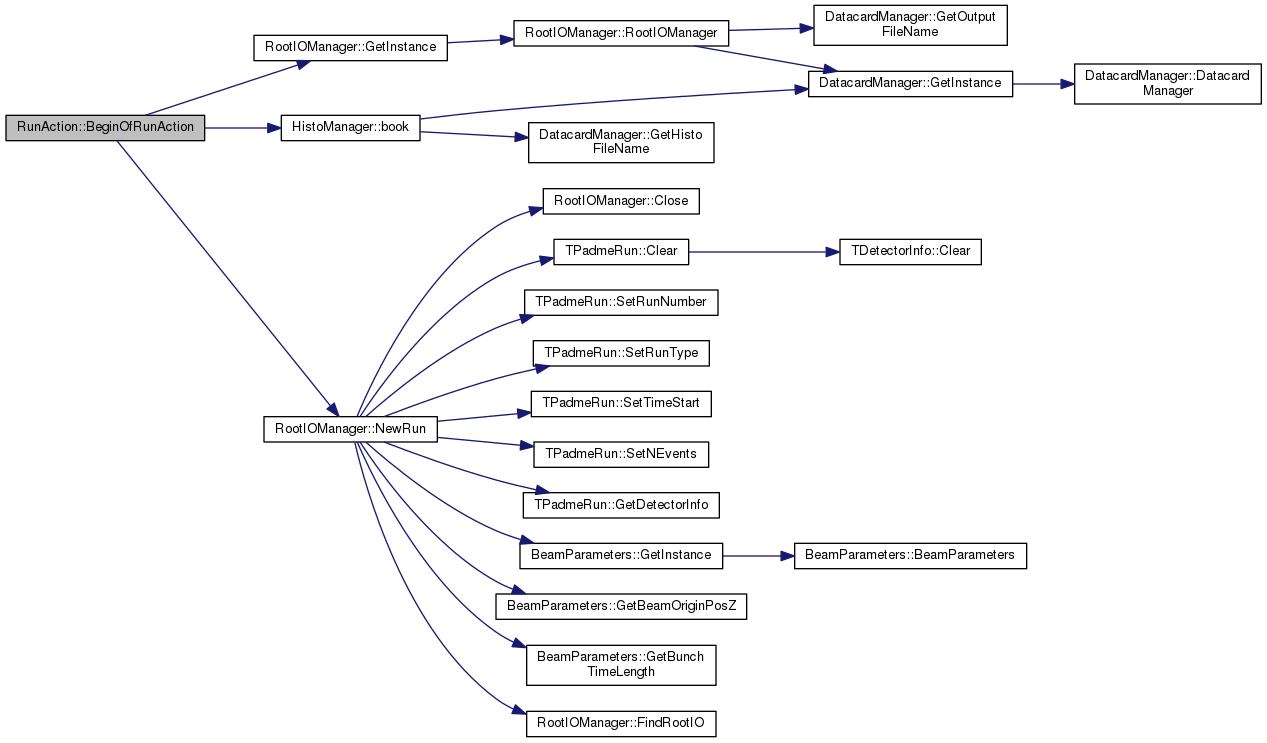 RunAction::BeginOfRunAction
RootIOManager::GetInstance
RootIOManager::RootIOManager
DatacardManager::GetOutput
FileName
DatacardManager::GetInstance
DatacardManager::Datacard
Manager
HistoManager::book
DatacardManager::GetHisto
FileName
RootIOManager::NewRun
RootIOManager::Close
TPadmeRun::Clear
TDetectorInfo::Clear
TPadmeRun::SetRunNumber
TPadmeRun::SetRunType
TPadmeRun::SetTimeStart
TPadmeRun::SetNEvents
TPadmeRun::GetDetectorInfo
BeamParameters::GetInstance
BeamParameters::BeamParameters
BeamParameters::GetBeamOriginPosZ
BeamParameters::GetBunch
TimeLength
RootIOManager::FindRootIO